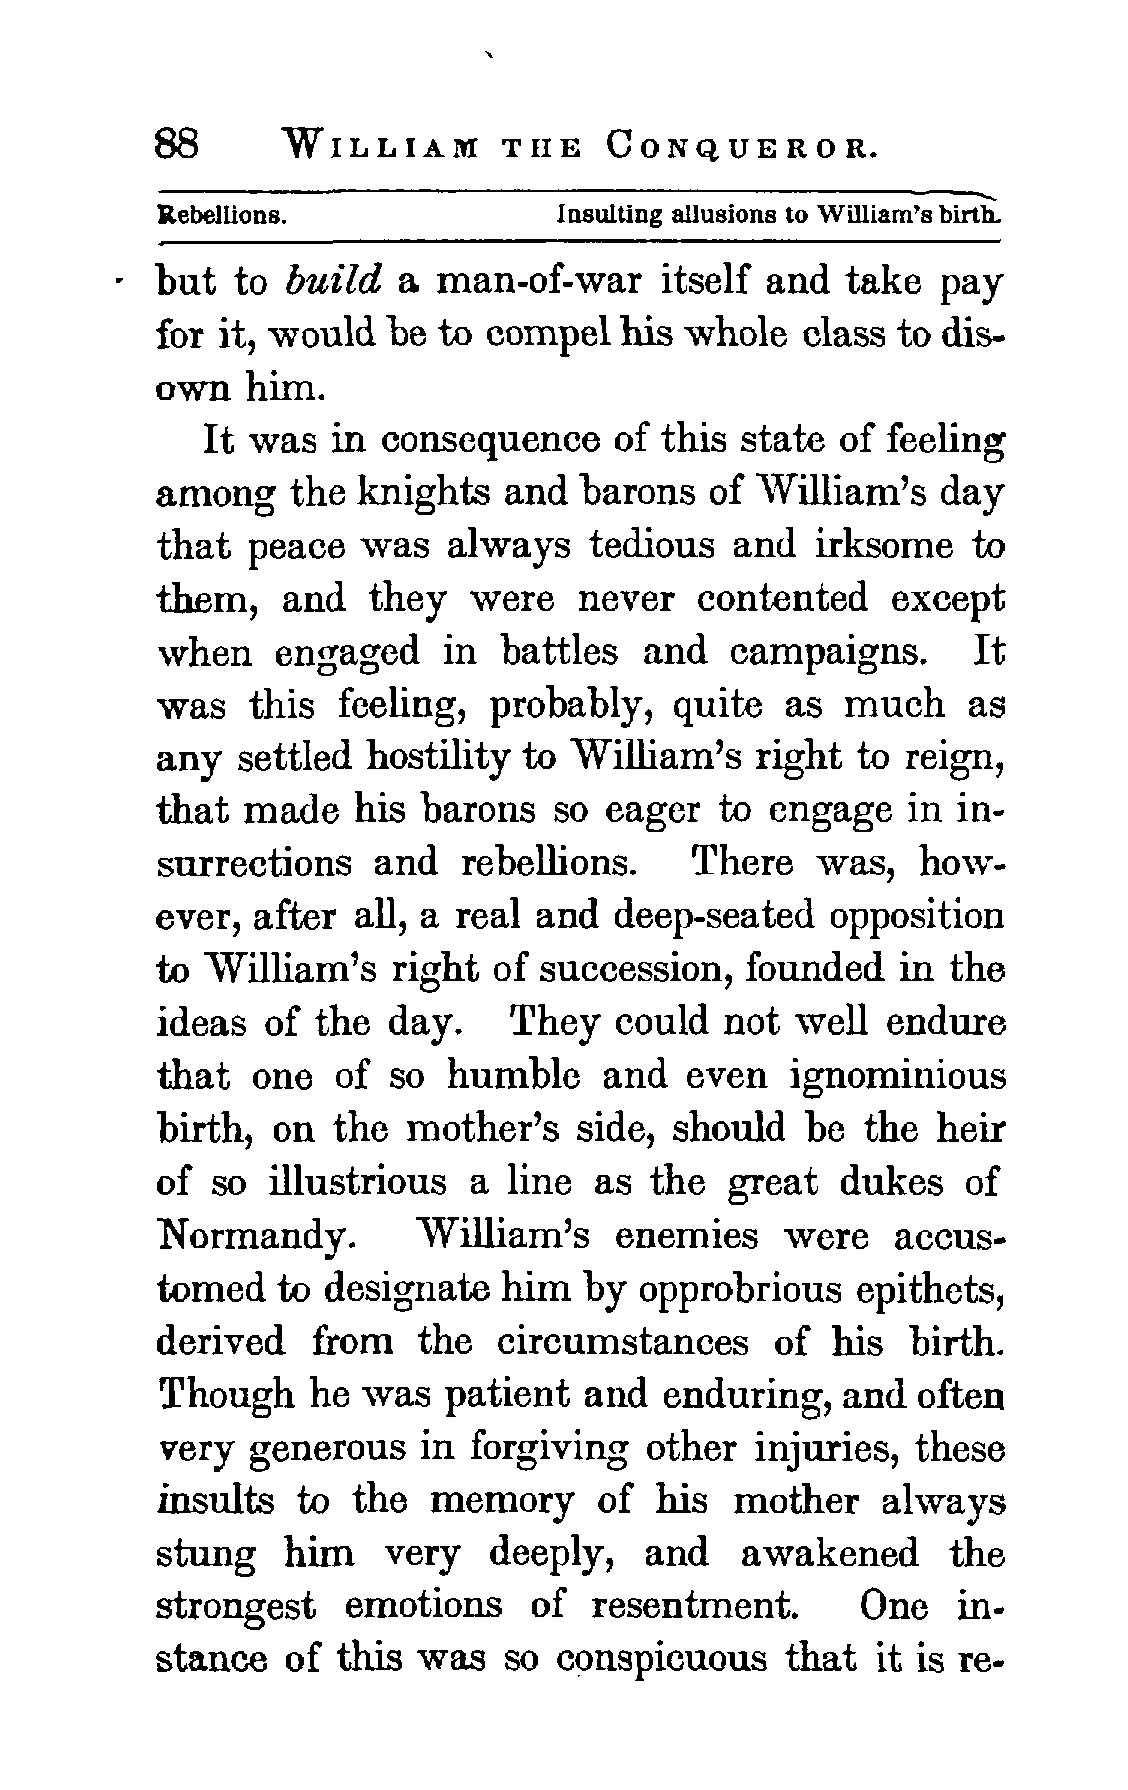 88 WILLIAM THE CONQUEROR.
Rebellions. Insulting allusions to William's birth.
but to build a man-of-war itself and take pay
for it, would be to compel his whole class to dis-
own him.
It was in consequence of this state of feeling
among the knights and barons of William's day
that peace was always tedious and irksome to
them, and they were never contented except
when engaged in battles and campaigns. It
was this feeling, probably, quite as much as
any settled hostility to William's right to reign,
that made his barons so eager to engage in in-
surrections and rebellions. There was, how-
ever, after all, a real and deep-seated opposition
to William's right of succession, founded in the
ideas of the day. They could not well endure
that one of so humble and even ignominious
birth, on the mother's side, should be the heir
of so illustrious a line as the great dukes of
Normandy. William's enemies were accus-
tomed to designate him by opprobrious epithets,
derived from the circumstances of his birth.
Though he was patient and enduring, and often
very generous in forgiving other injuries, these
insults to the memory of his mother always
stung him very deeply, and awakened the
strongest emotions of resentment. One in-
stance of this was so conspicuous that it is re-